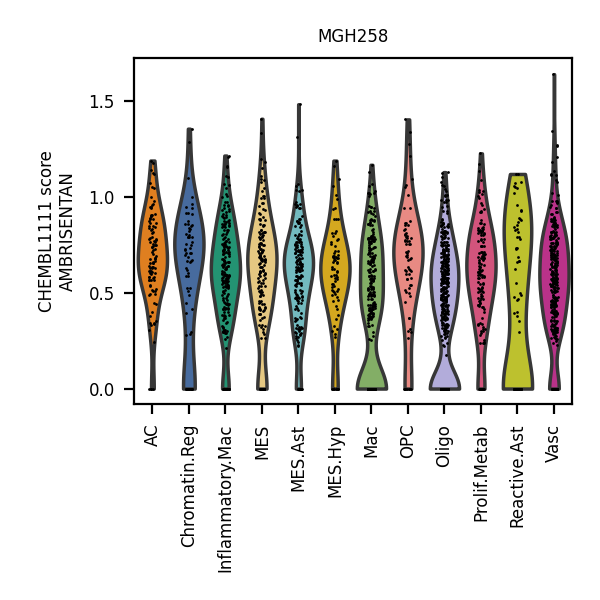 MGH258
CHEMBL1111 score
AMBRISENTAN
1.5
1.0
0.5
0.0
AC
Chromatin.Reg
Inflammatory.Mac
MES
MES.Ast
MES.Hyp
Mac
OPC
Oligo
Prolif.Metab
Reactive.Ast
Vasc